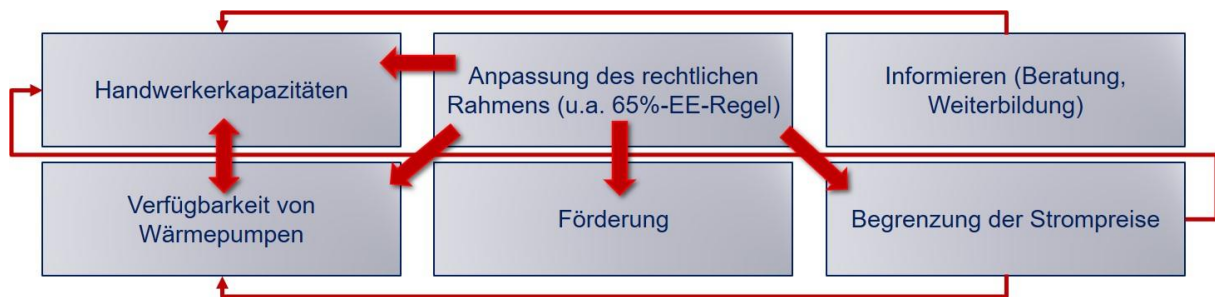 Handwerkerkapazitäten
Anpassung des rechtlichen
Rahmens (u.a. 65%-EE-Regel)
Informieren (Beratung,
Weiterbildung)
Verfügbarkeit von
Wärmepumpen
Förderung
Begrenzung der Strompreise